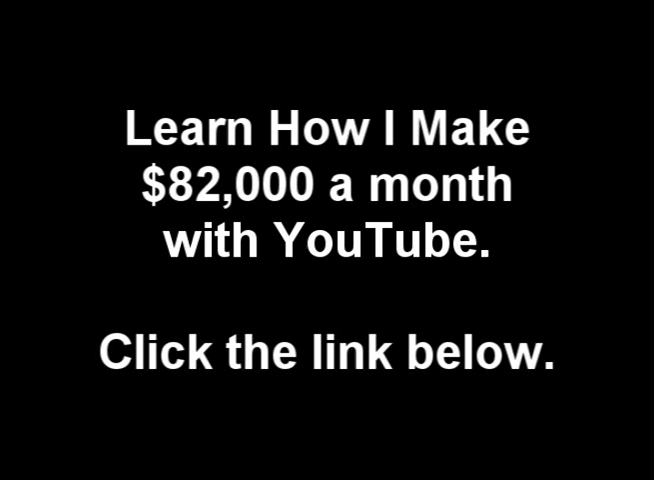 Learn How I Make
$82,000 a month
with YouTube.
Click the link below.